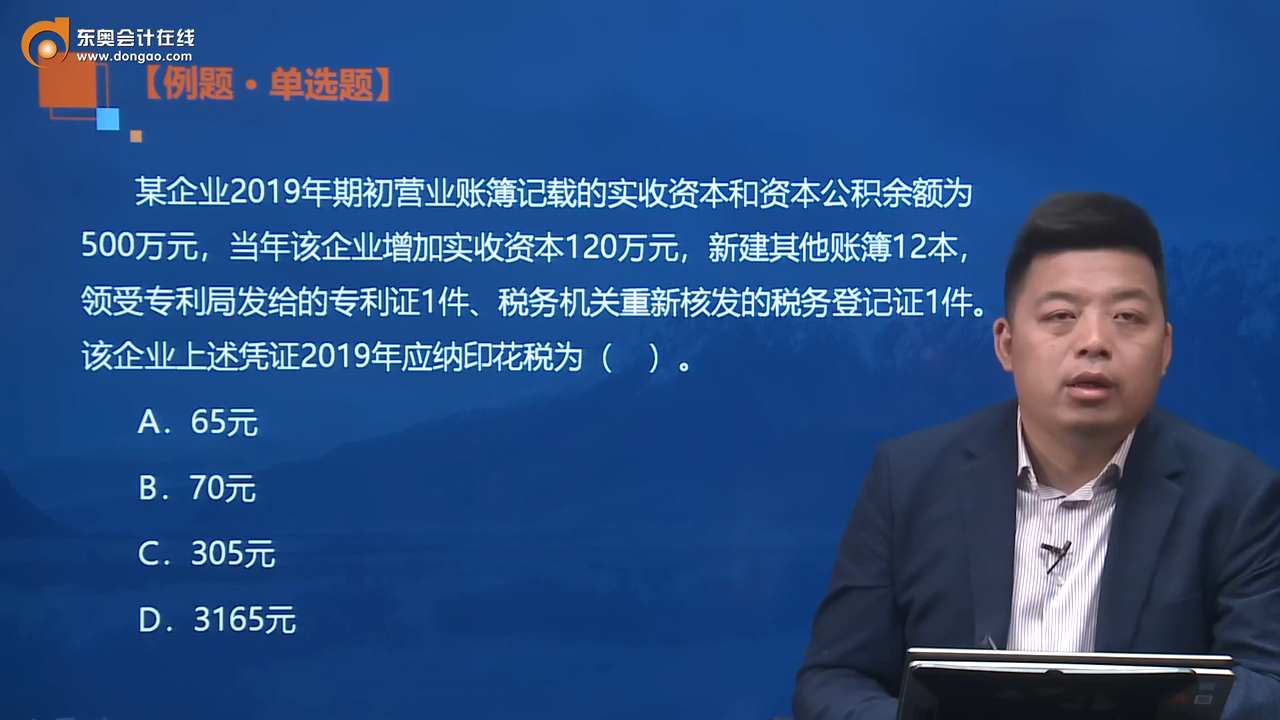 东奥会计在线
www.dongao.com
【例题·单选题】
某企业2019年期初营业账簿记载的实收资本和资本公积余额为
500万元，当年该企业增加实收资本120万元，新建其他账簿12本，
领受专利局发给的专利证1件、税务机关重新核发的税务登记证1件。
该企业上述凭证2019年应纳印花税为（　）。
A．65元
B．70元
C．305元
D．3165元